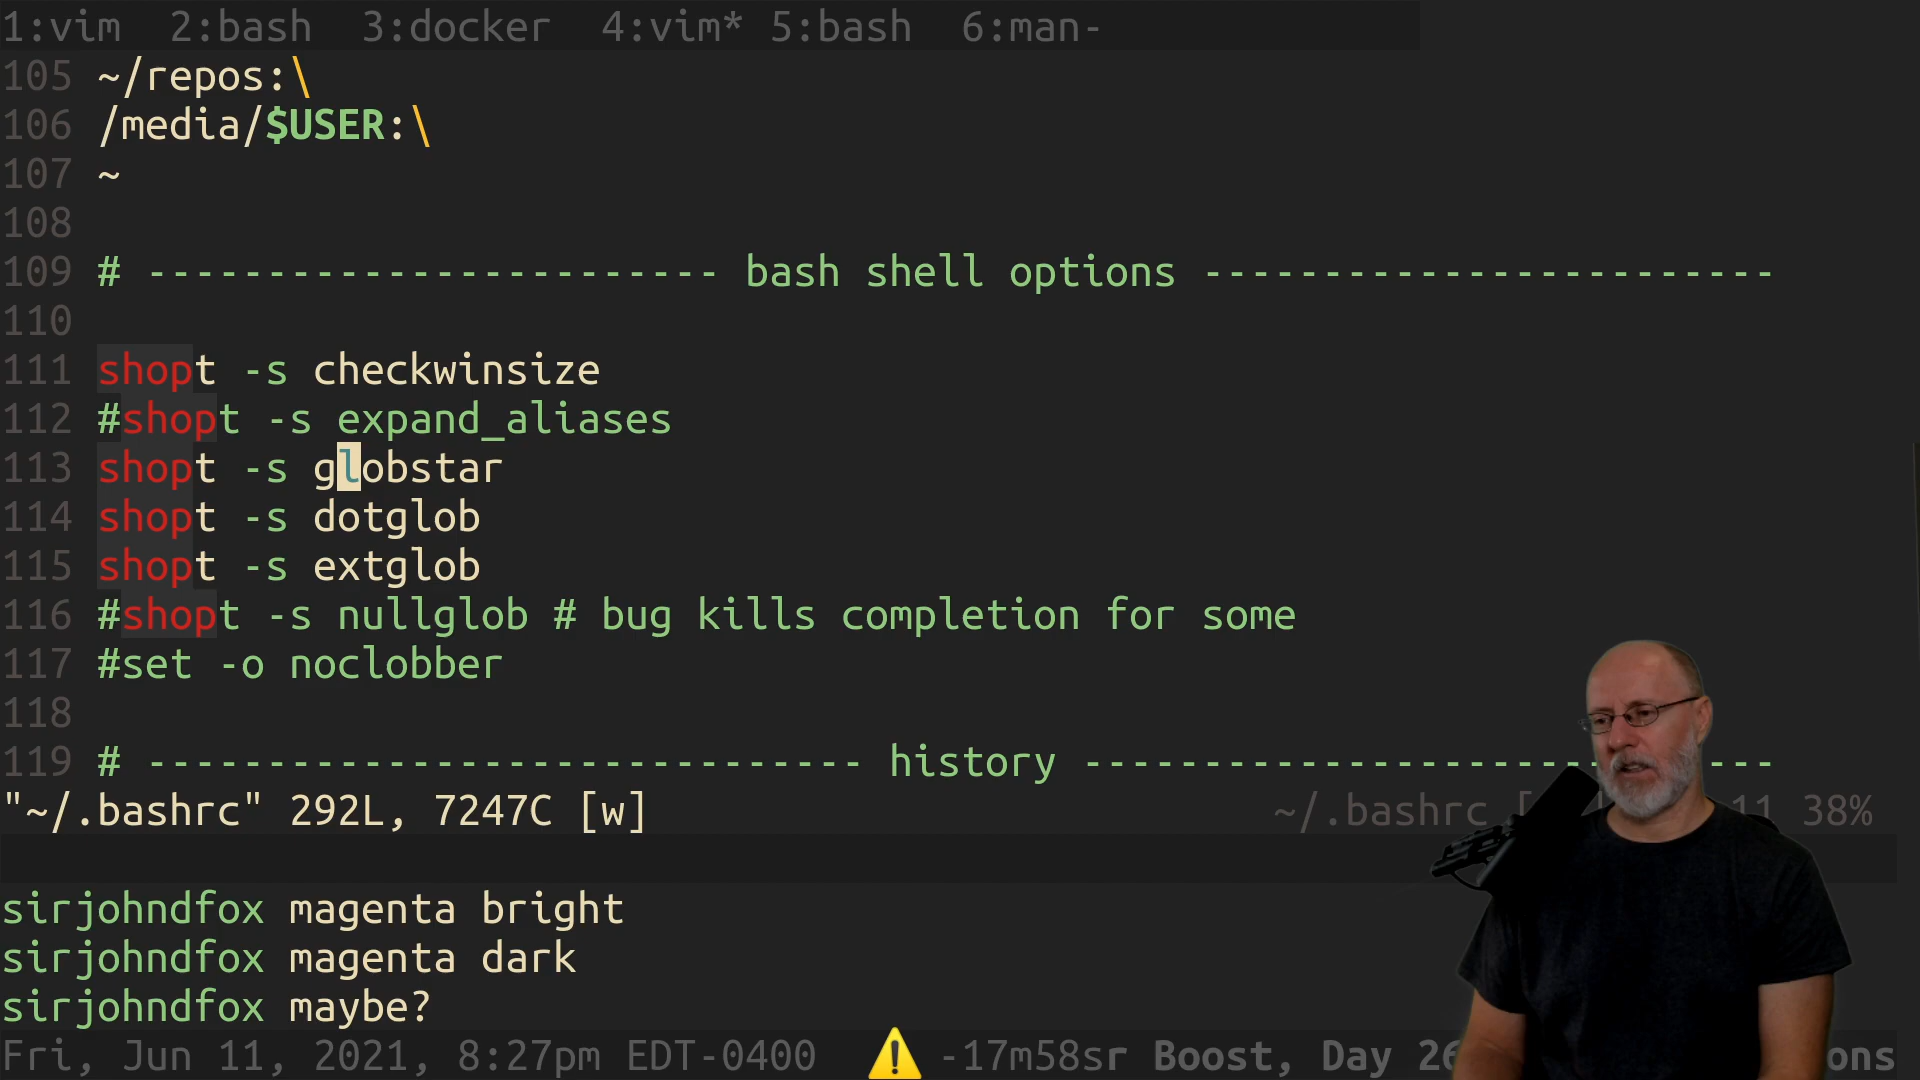 1:vim  2:bash  3:docker  4:vim* 5:bash  6:man-
105 ~/repos:\
106 /media/$USER:\
107 ~
108
109 # ------------------------ bash shell options ------------------------
110
111 shopt -s checkwinsize
112 #shopt -s expand_aliases
113 shopt -s globstar
114 shopt -s dotglob
115 shopt -s extglob
116 #shopt -s nullglob # bug kills completion for some
117 #set -o noclobber
118
119 # ------------------------------ history -----------------------------
"~/.bashrc" 292L, 7247C [w] ~/.bashrc 38%
sirjohndfox magenta bright
sirjohndfox magenta dark
sirjohndfox maybe?
Fri, Jun 11, 2021, 8:27pm EDT-0400 ⚠ -17m58sr Boost, Day